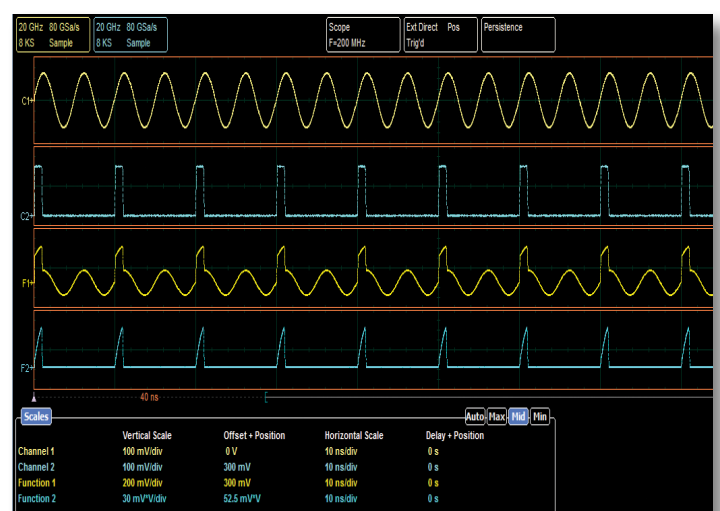 20 GHz 80 GSa/s
8 KS Sample
20 GHz 80 GSa/s
8 KS Sample
Scope
F=200 MHz
Ext Direct Pos
Trig'd
Persistence
C1
C2
F1
F2
40 ns
Scales
Auto Max Mid Min
Vertical Scale Offset + Position Horizontal Scale Delay + Position
Channel 1 100 mV/div 0 V 10 ns/div 0 s
Channel 2 100 mV/div 300 mV 10 ns/div 0 s
Function 1 200 mV/div 300 mV 10 ns/div 0 s
Function 2 30 mV*V/div 52.5 mV*V 10 ns/div 0 s